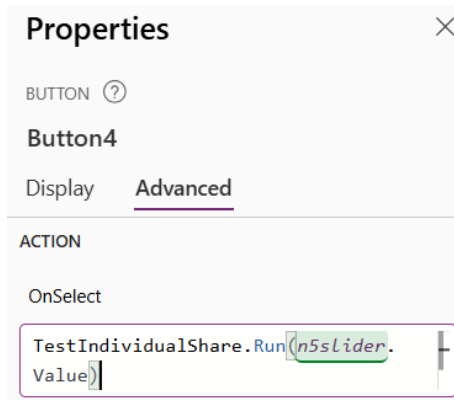 Properties
BUTTON
Button4
Display Advanced
ACTION
OnSelect
TestIndividualShare.Run(n5slider.
Value)